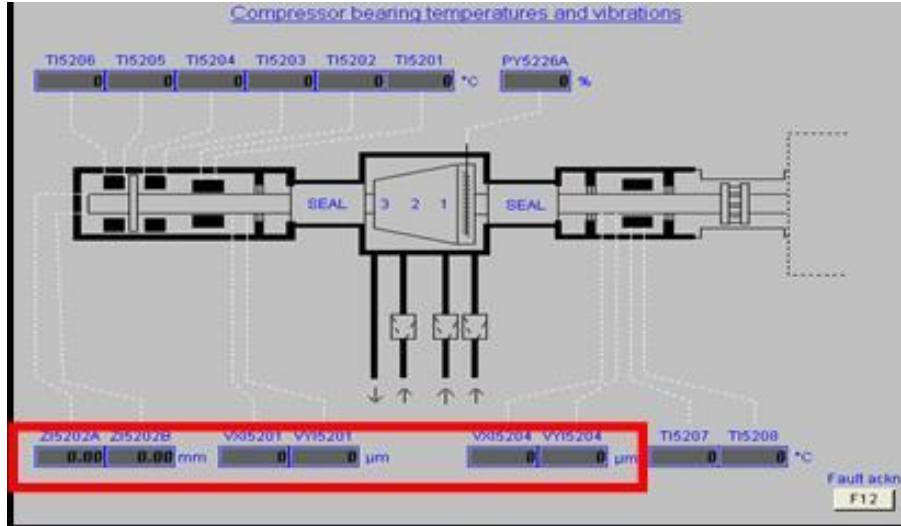 Compressor bearing temperatures and vibrations
TI5206 TI5205 TI5204 TI5203 TI5202 TI5201 PY5226A
0 0 0 0 0 0 °C 0 %
SEAL 3 2 1 SEAL
ZI5202A ZI5202B VXI5201 VYI5201 VXI5204 VYI5204 TI5207 TI5208
0.00 0.00 mm 0 0 µm 0 0 µm 0 0 °C
Fault ackn
F12